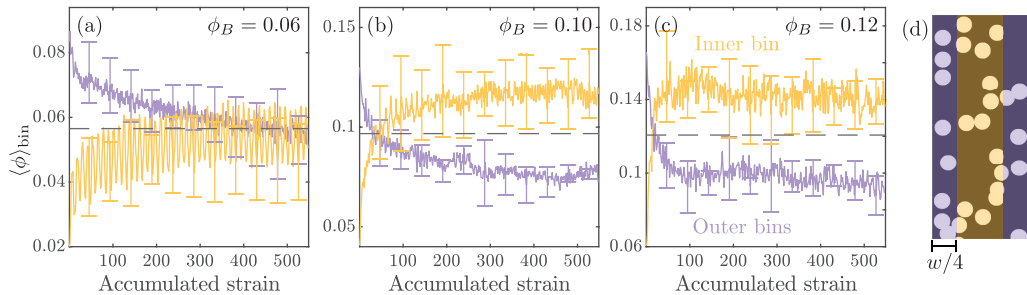 (a) ϕ_B = 0.06
0.08
0.06
0.04
0.02
⟨ϕ⟩_bin
100 200 300 400 500
Accumulated strain
(b) ϕ_B = 0.10
0.15
0.1
0.05
100 200 300 400 500
Accumulated strain
(c) ϕ_B = 0.12
Inner bin
0.18
0.14
0.1
0.06
Outer bins
100 200 300 400 500
Accumulated strain
(d)
w/4